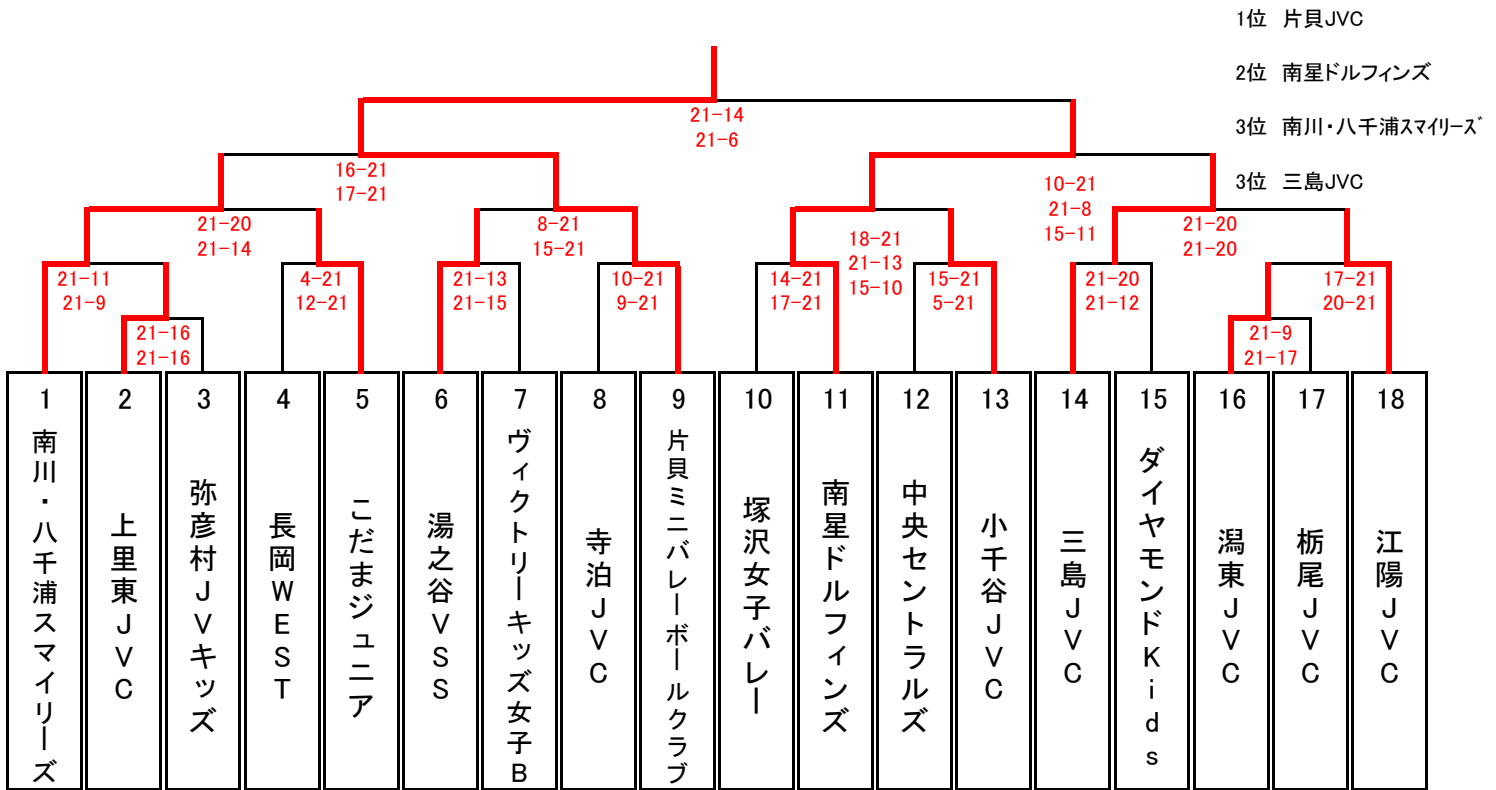 1位 片貝JVC
2位 南星ドルフィンズ
3位 南川・八千浦スマイリーズ
3位 三島JVC
21-14
21-6
16-21
17-21
10-21
21-8
15-11
21-20
21-14
8-21
15-21
18-21
21-13
15-10
21-20
21-20
21-11
21-9
4-21
12-21
21-13
21-15
10-21
9-21
14-21
17-21
15-21
5-21
21-20
21-12
17-21
20-21
21-16
21-16
21-9
21-17
1 南川・八千浦スマイリーズ
2 上里東JVC
3 弥彦村JVキッズ
4 長岡WEST
5 こだまジュニア
6 湯之谷VSS
7 ヴィクトリーキッズ女子B
8 寺泊JVC
9 片貝ミニバレーボールクラブ
10 塚沢女子バレー
11 南星ドルフィンズ
12 中央セントラルズ
13 小千谷JVC
14 三島JVC
15 ダイヤモンドKids
16 潟東JVC
17 栃尾JVC
18 江陽JVC